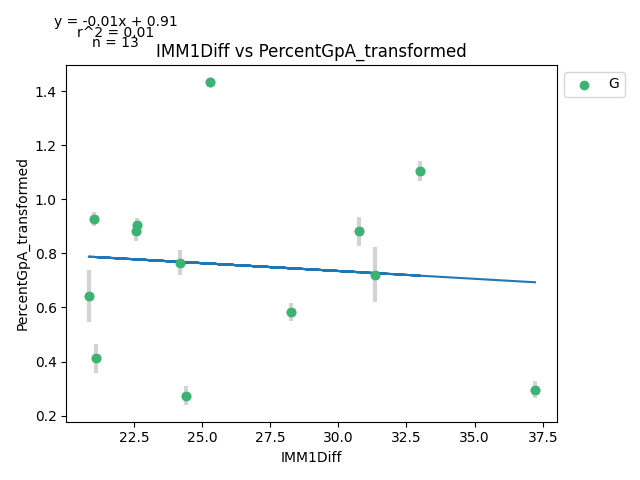 y = -0.01x + 0.91
r^2 = 0.01
n = 13
IMM1Diff vs PercentGpA_transformed
G
PercentGpA_transformed
1.4
1.2
1.0
0.8
0.6
0.4
0.2
22.5 25.0 27.5 30.0 32.5 35.0 37.5
IMM1Diff